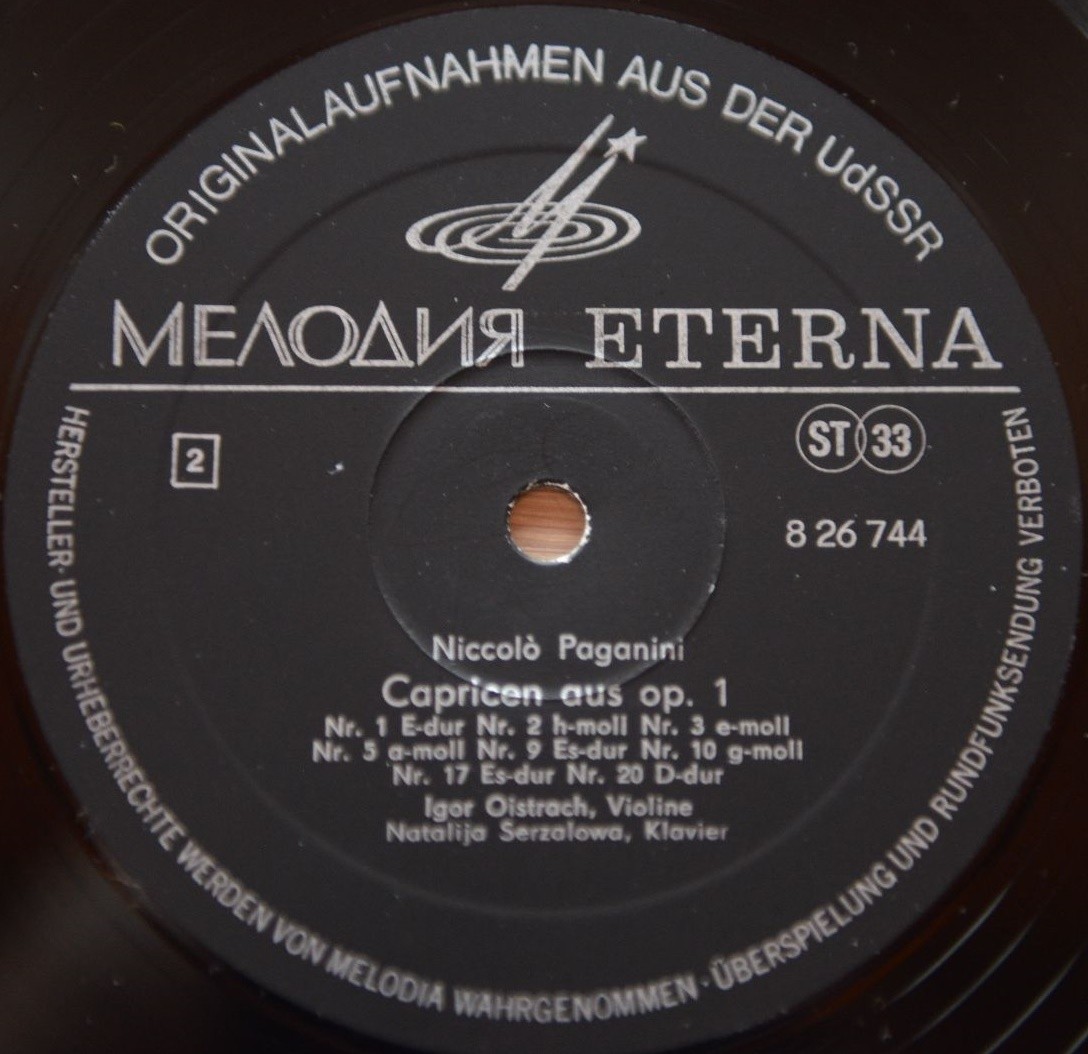 ORIGINALAUFNAHMEN AUS DER UdSSR
МЕЛОДИЯ ETERNA
2
ST 33
8 26 744
Niccolò Paganini
Capricen aus op. 1
Nr. 1 E-dur Nr. 2 h-moll Nr. 3 e-moll
Nr. 5 a-moll Nr. 9 Es-dur Nr. 10 g-moll
Nr. 17 Es-dur Nr. 20 D-dur
Igor Oistrach, Violine
Natalija Serzalowa, Klavier
HERSTELLER- UND URHEBERRECHTE WERDEN VON MELODIA WAHRGENOMMEN · ÜBERSPIELUNG UND RUNDFUNKSENDUNG VERBOTEN